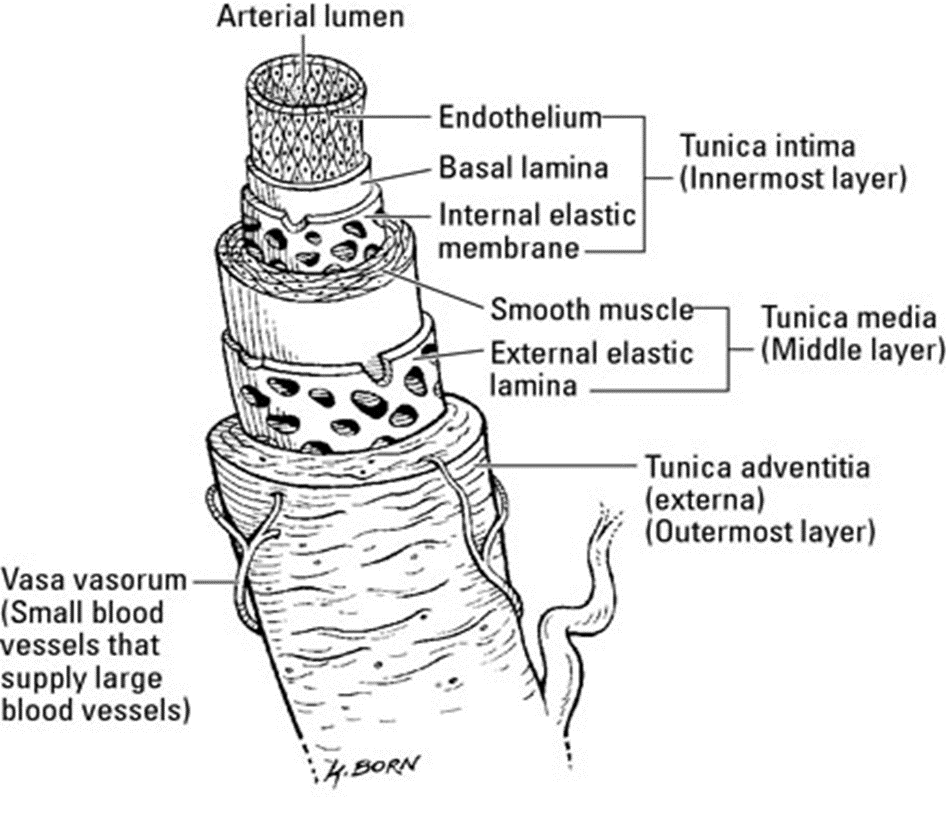 Arterial lumen
Endothelium
Basal lamina
Internal elastic
membrane
Tunica intima
(Innermost layer)
Smooth muscle
External elastic
lamina
Tunica media
(Middle layer)
Tunica adventitia
(externa)
(Outermost layer)
Vasa vasorum
(Small blood
vessels that
supply large
blood vessels)
K. BORN